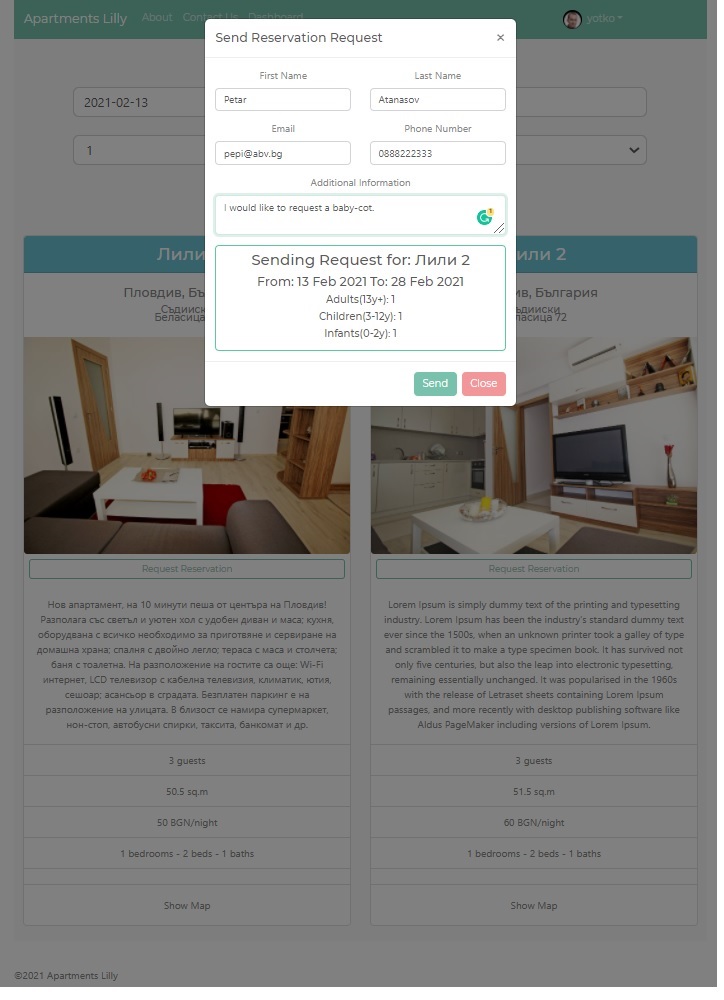 Apartments Lilly
About
Contact Us
Dashboard
yotko
Send Reservation Request
×
First Name
Last Name
Petar
Atanasov
Email
Phone Number
pepi@abv.bg
0888222333
Additional Information
I would like to request a baby-cot.
1
Sending Request for: Лили 2
From: 13 Feb 2021 To: 28 Feb 2021
Adults(13y+): 1
Children(3-12y): 1
Infants(0-2y): 1
Send
Close
2021-02-13
1
Лили
или 2
Пловдив, Бъ
ив, България
Съдийски
ъдийски
Беласица
ласица 72
Request Reservation
Request Reservation
Нов апартамент, на 10 минути пеша от центъра на Пловдив!
Разполага със светъл и уютен хол с удобен диван и маса; кухня,
оборудвана с всичко необходимо за приготвяне и сервиране на
домашна храна; спалня с двойно легло; тераса с маса и столчета;
баня с тоалетна. На разположение на гостите са още: Wi-Fi
интернет, LCD телевизор с кабелна телевизия, климатик, ютия,
сешоар; асансьор в сградата. Безплатен паркинг е на
разположение на улицата. В близост се намира супермаркет,
нон-стоп, автобусни спирки, таксита, банкомат и др.
3 guests
50.5 sq.m
50 BGN/night
1 bedrooms - 2 beds - 1 baths
Show Map
Lorem Ipsum is simply dummy text of the printing and typesetting
industry. Lorem Ipsum has been the industry's standard dummy text
ever since the 1500s, when an unknown printer took a galley of type
and scrambled it to make a type specimen book. It has survived not
only five centuries, but also the leap into electronic typesetting,
remaining essentially unchanged. It was popularised in the 1960s
with the release of Letraset sheets containing Lorem Ipsum
passages, and more recently with desktop publishing software like
Aldus PageMaker including versions of Lorem Ipsum.
3 guests
51.5 sq.m
60 BGN/night
1 bedrooms - 2 beds - 1 baths
Show Map
©2021 Apartments Lilly